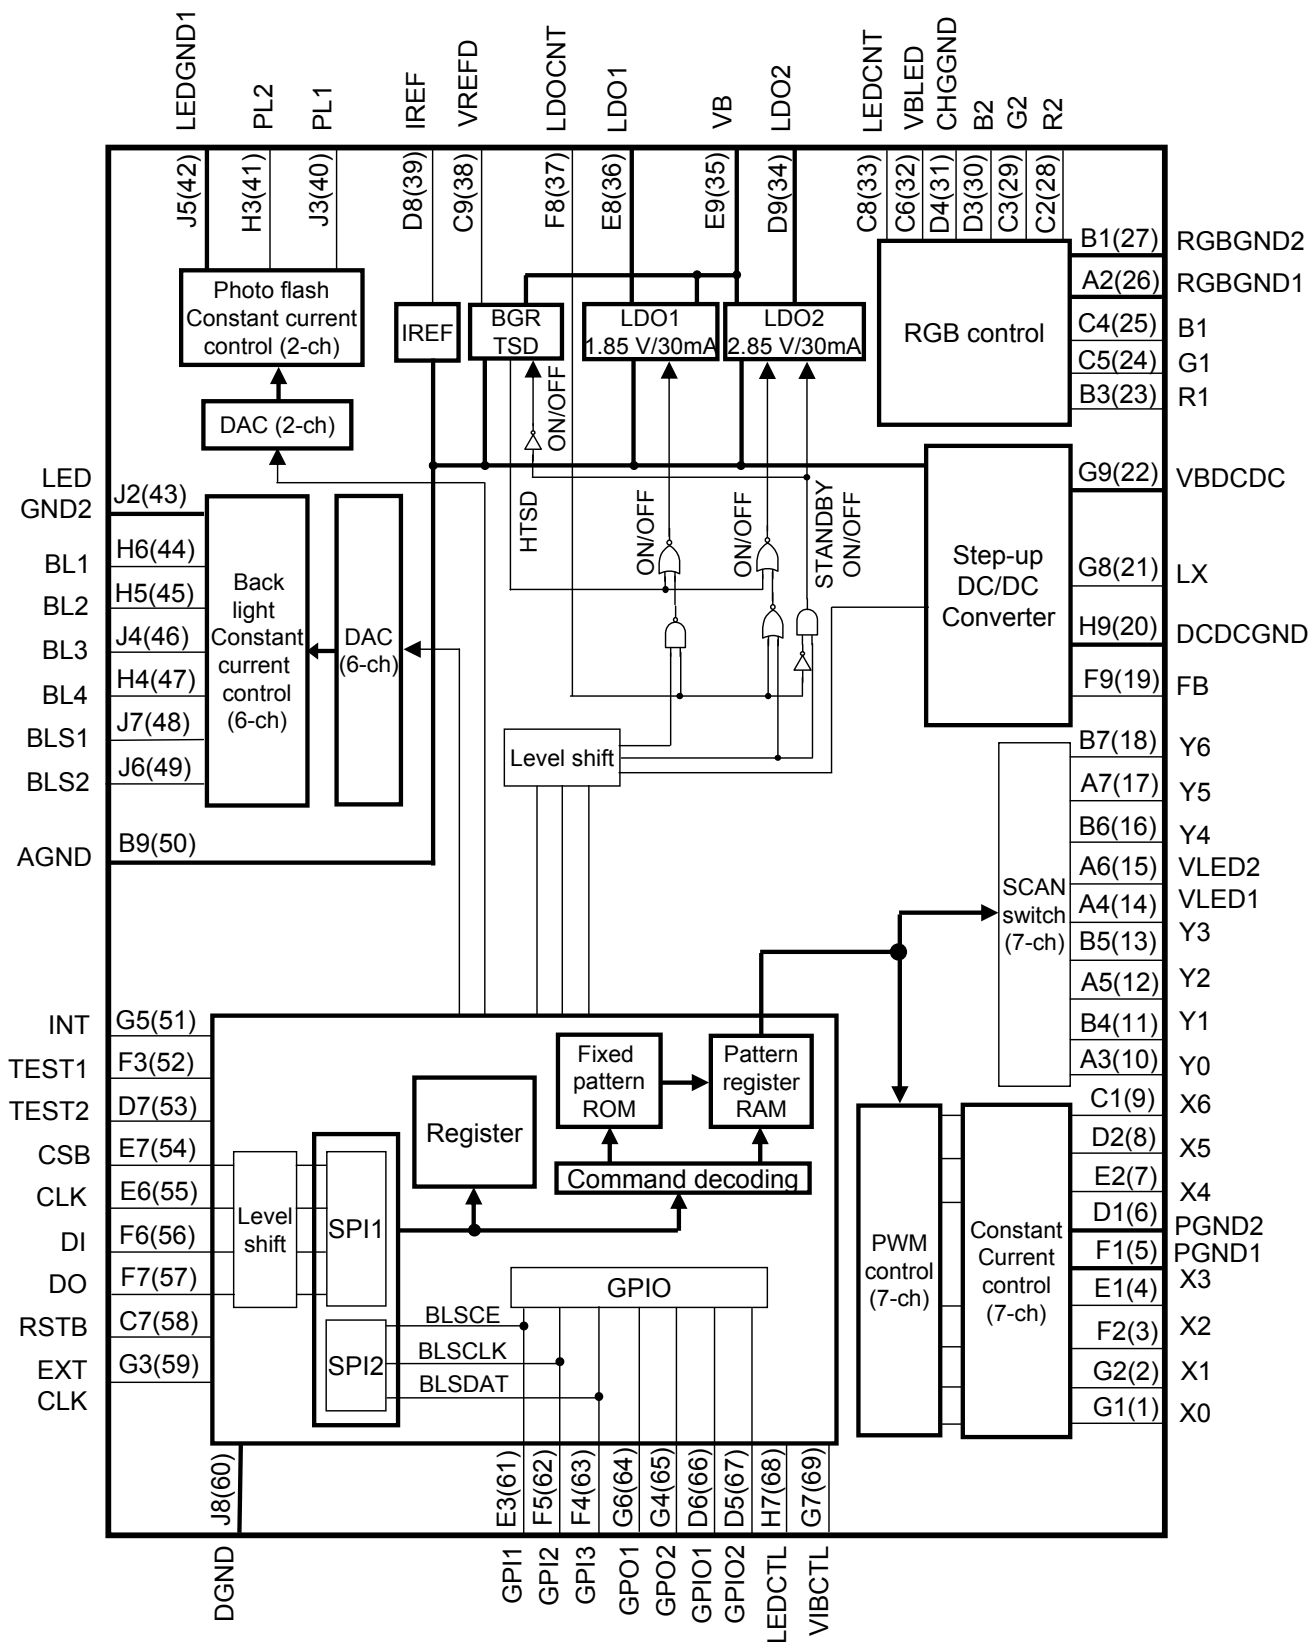 LEDGND1
PL2
PL1
IREF
VREFD
LDOCNT
LDO1
VB
LDO2
LEDCNT
VBLED
CHGGND
B2
G2
R2
J5(42)
H3(41)
J3(40)
D8(39)
C9(38)
F8(37)
E8(36)
E9(35)
D9(34)
C8(33)
C6(32)
D4(31)
D3(30)
C3(29)
C2(28)
B1(27)
RGBGND2
A2(26)
RGBGND1
C4(25)
B1
C5(24)
G1
B3(23)
R1
Photo flash
Constant current
control (2-ch)
IREF
BGR
TSD
LDO1
1.85 V/30mA
LDO2
2.85 V/30mA
RGB control
DAC (2-ch)
ON/OFF
HTSD
ON/OFF
ON/OFF
STANDBY
ON/OFF
LED
GND2
J2(43)
BL1
H6(44)
BL2
H5(45)
BL3
J4(46)
BL4
H4(47)
BLS1
J7(48)
BLS2
J6(49)
AGND
B9(50)
Back
light
Constant
current
control
(6-ch)
DAC
(6-ch)
Level shift
Step-up
DC/DC
Converter
G9(22)
VBDCDC
G8(21)
LX
H9(20)
DCDCGND
F9(19)
FB
B7(18)
Y6
A7(17)
Y5
B6(16)
Y4
A6(15)
VLED2
A4(14)
VLED1
B5(13)
Y3
A5(12)
Y2
B4(11)
Y1
A3(10)
Y0
SCAN
switch
(7-ch)
C1(9)
X6
D2(8)
X5
E2(7)
X4
D1(6)
PGND2
F1(5)
PGND1
E1(4)
X3
F2(3)
X2
G2(2)
X1
G1(1)
X0
PWM
control
(7-ch)
Constant
Current
control
(7-ch)
INT
G5(51)
TEST1
F3(52)
TEST2
D7(53)
CSB
E7(54)
CLK
E6(55)
DI
F6(56)
DO
F7(57)
RSTB
C7(58)
EXT
CLK
G3(59)
Fixed
pattern
ROM
Pattern
register
RAM
Register
Command decoding
Level
shift
SPI1
SPI2
GPIO
BLSCE
BLSCLK
BLSDAT
J8(60)
E3(61)
F5(62)
F4(63)
G6(64)
G4(65)
D6(66)
D5(67)
H7(68)
G7(69)
DGND
GPI1
GPI2
GPI3
GPO1
GPO2
GPIO1
GPIO2
LEDCTL
VIBCTL